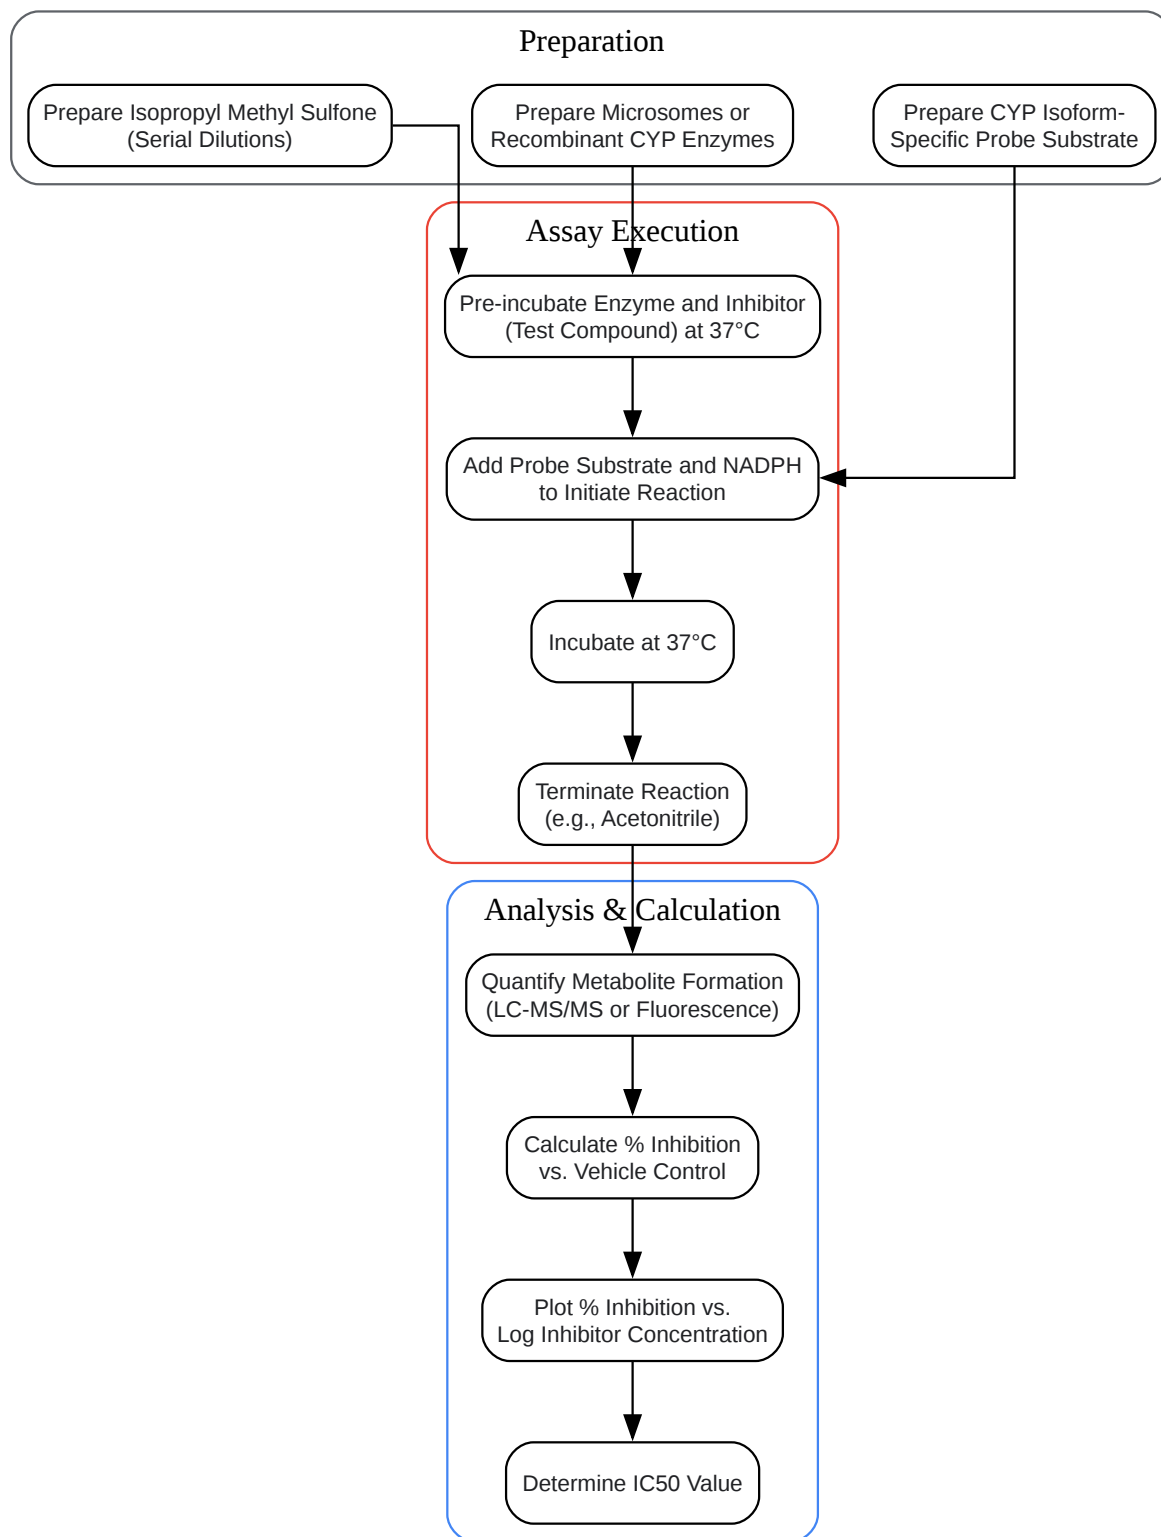 Preparation
Prepare Isopropyl Methyl Sulfone
(Serial Dilutions)
Prepare Microsomes or
Recombinant CYP Enzymes
Prepare CYP Isoform-
Specific Probe Substrate
Assay Execution
Pre-incubate Enzyme and Inhibitor
(Test Compound) at 37°C
Add Probe Substrate and NADPH
to Initiate Reaction
Incubate at 37°C
Terminate Reaction
(e.g., Acetonitrile)
Analysis & Calculation
Quantify Metabolite Formation
(LC-MS/MS or Fluorescence)
Calculate % Inhibition
vs. Vehicle Control
Plot % Inhibition vs.
Log Inhibitor Concentration
Determine IC50 Value